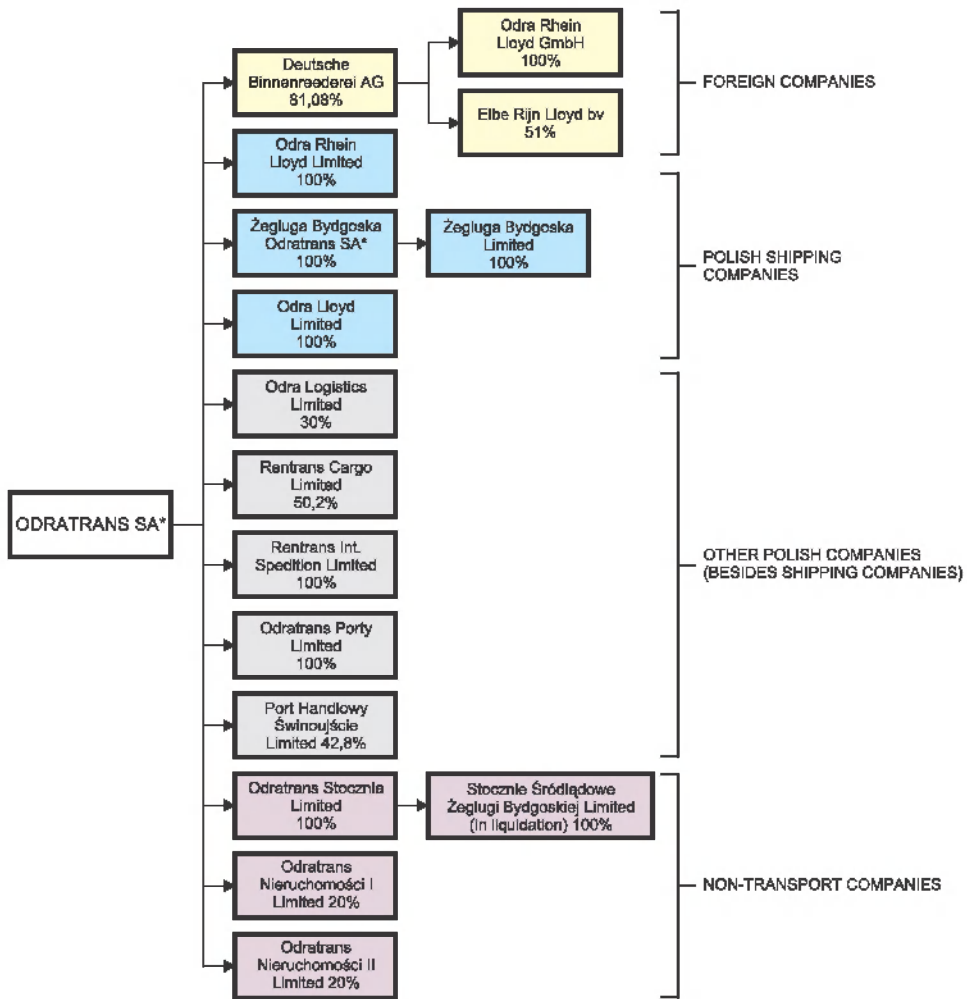 Odra Rhein
Lloyd GmbH
100%
Deutsche
Binnenreederei AG
81,08%
FOREIGN COMPANIES
Elbe Rijn Lloyd bv
51%
Odra Rhein
Lloyd Limited
100%
Żegluga Bydgoska
Odratrans SA*
100%
Żegluga Bydgoska
Limited
100%
POLISH SHIPPING
COMPANIES
Odra Lloyd
Limited
100%
Odra Logistics
Limited
30%
Rentrans Cargo
Limited
50,2%
ODRATRANS SA*
Rentrans Int.
Spedition Limited
100%
OTHER POLISH COMPANIES
(BESIDES SHIPPING COMPANIES)
Odratrans Porty
Limited
100%
Port Handlowy
Świnoujście
Limited 42,8%
Odratrans Stocznia
Limited
100%
Stocznie Śródlądowe
Żeglugi Bydgoskiej Limited
(in liquidation) 100%
Odratrans
Nieruchomości I
Limited 20%
NON-TRANSPORT COMPANIES
Odratrans
Nieruchomości II
Limited 20%